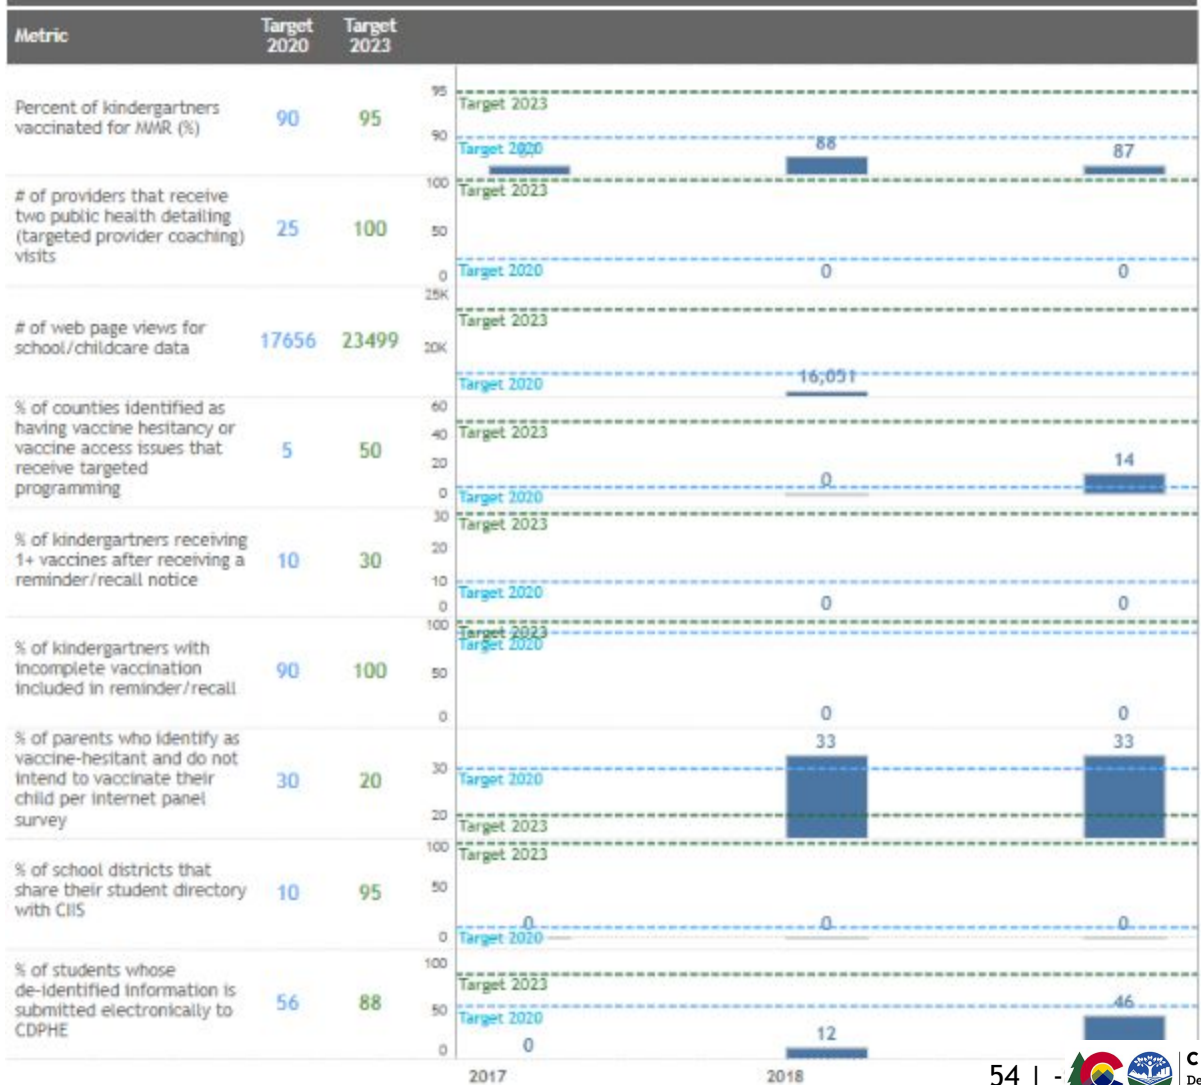 Metric
Target 2020
Target 2023
Percent of kindergartners
vaccinated for MMR (%)
90
95
95
90
Target 2023
Target 2020
88
87
# of providers that receive
two public health detailing
(targeted provider coaching)
visits
25
100
100
50
0
Target 2023
Target 2020
0
0
# of web page views for
school/childcare data
17656
23499
25K
20K
Target 2023
Target 2020
16,051
% of counties identified as
having vaccine hesitancy or
vaccine access issues that
receive targeted
programming
5
50
60
40
20
0
Target 2023
Target 2020
0
14
% of kindergartners receiving
1+ vaccines after receiving a
reminder/recall notice
10
30
30
20
10
0
Target 2023
Target 2020
0
0
% of kindergartners with
incomplete vaccination
included in reminder/recall
90
100
100
50
0
Target 2023
Target 2020
0
0
% of parents who identify as
vaccine-hesitant and do not
intend to vaccinate their
child per internet panel
survey
30
20
30
20
Target 2020
Target 2023
33
33
% of school districts that
share their student directory
with CIIS
10
95
100
50
0
Target 2023
Target 2020
0
0
0
% of students whose
de-identified information is
submitted electronically to
CDPHE
56
88
100
50
0
Target 2023
Target 2020
0
12
46
2017
2018
54 | -
C